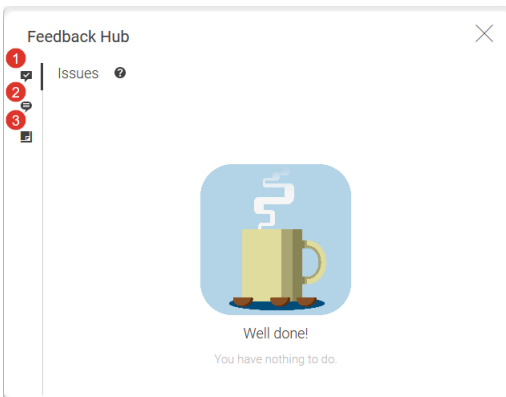 Feedback Hub
1
Issues ?
2
3
Well done!
You have nothing to do.